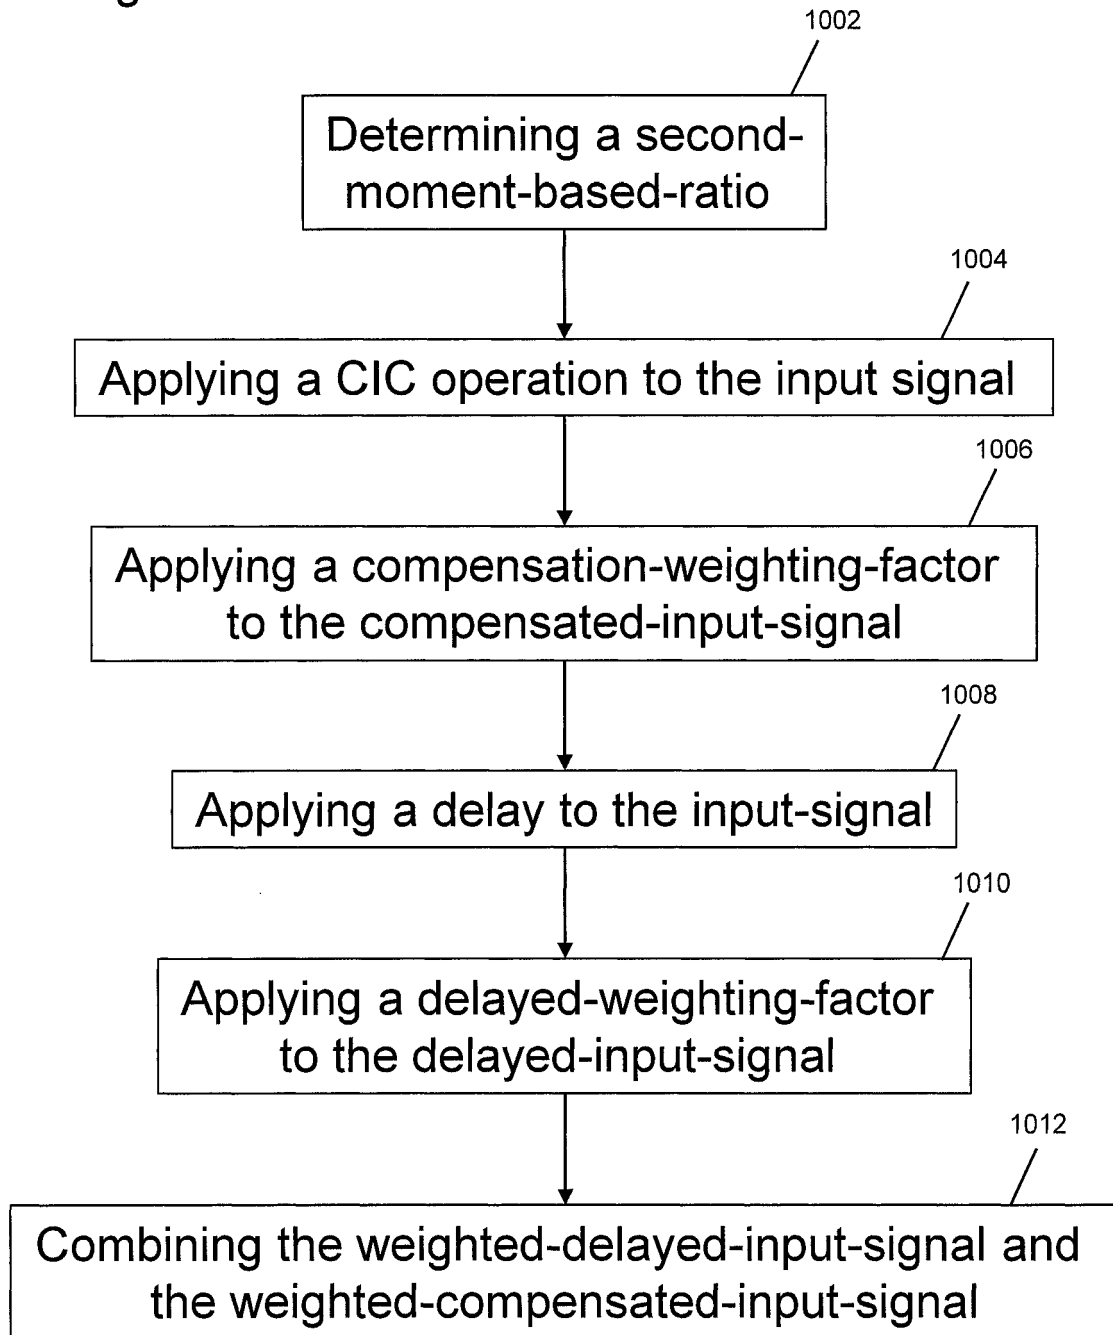 1002
Determining a second-
moment-based-ratio
1004
Applying a CIC operation to the input signal
1006
Applying a compensation-weighting-factor
to the compensated-input-signal
1008
Applying a delay to the input-signal
1010
Applying a delayed-weighting-factor
to the delayed-input-signal
1012
Combining the weighted-delayed-input-signal and
the weighted-compensated-input-signal